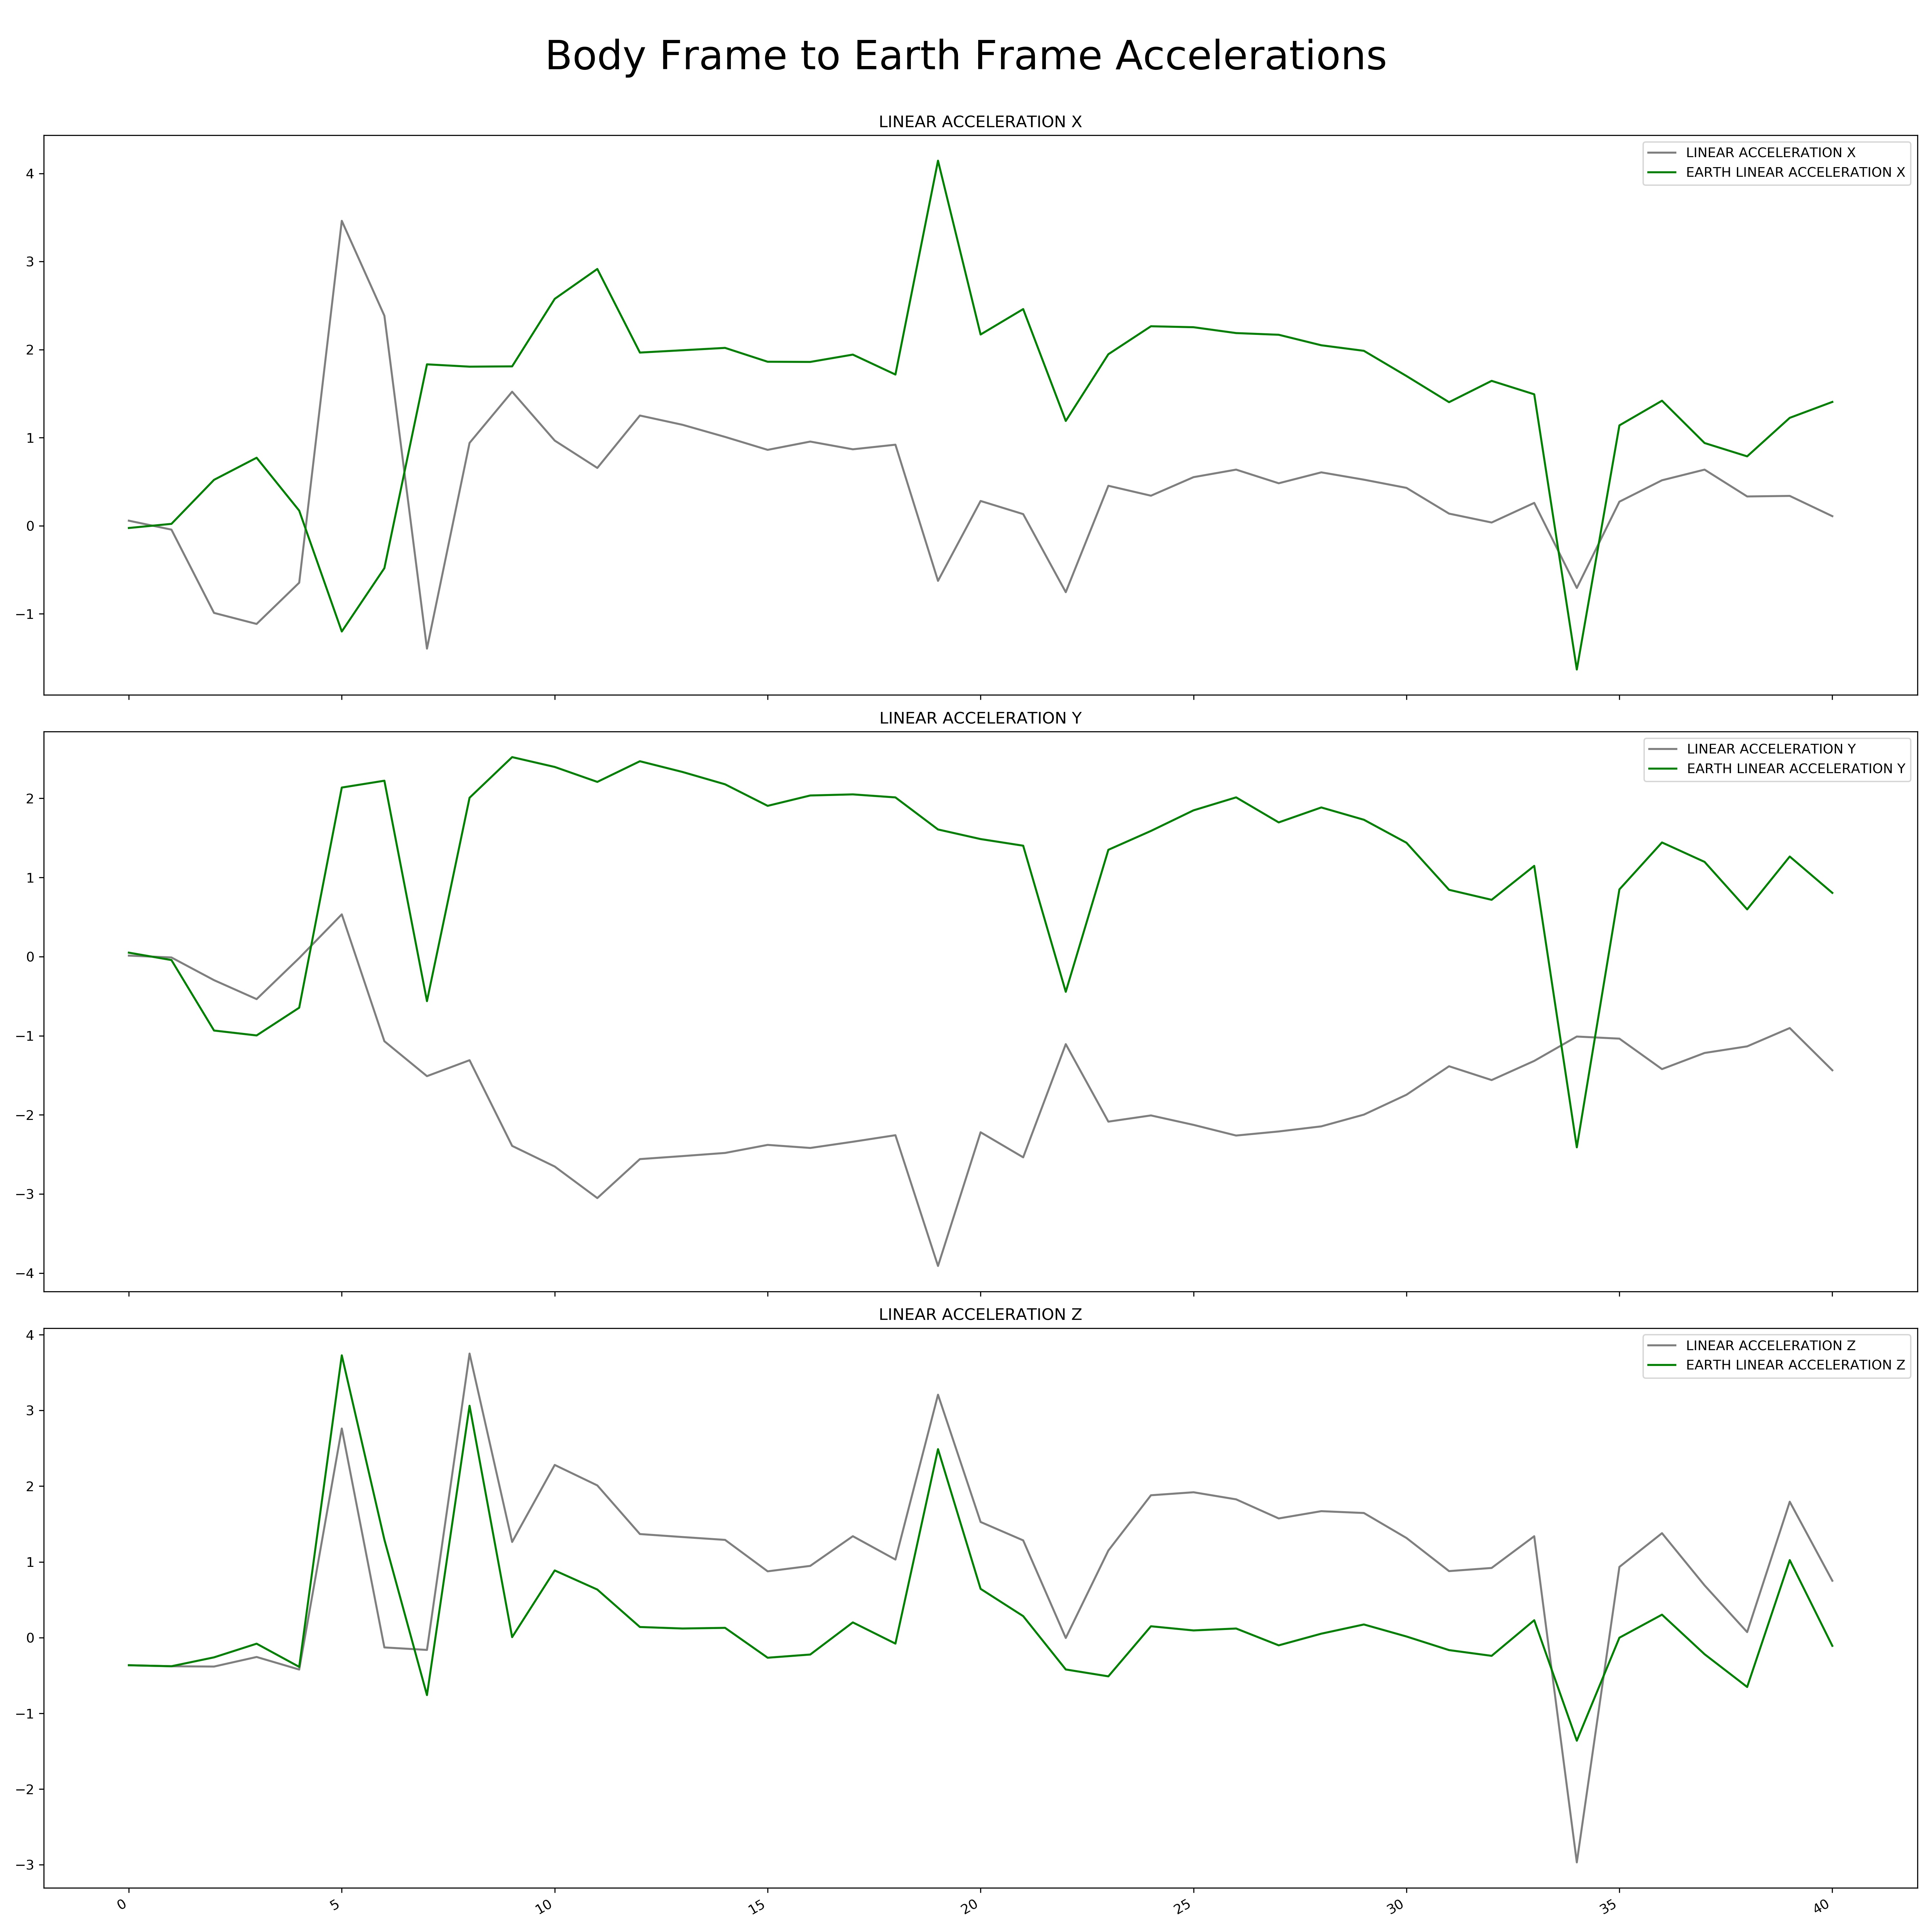 Body Frame to Earth Frame Accelerations
LINEAR ACCELERATION X
LINEAR ACCELERATION X
EARTH LINEAR ACCELERATION X
4
3
2
1
0
−1
LINEAR ACCELERATION Y
LINEAR ACCELERATION Y
EARTH LINEAR ACCELERATION Y
2
1
0
−1
−2
−3
−4
LINEAR ACCELERATION Z
LINEAR ACCELERATION Z
EARTH LINEAR ACCELERATION Z
4
3
2
1
0
−1
−2
−3
0 5 10 15 20 25 30 35 40